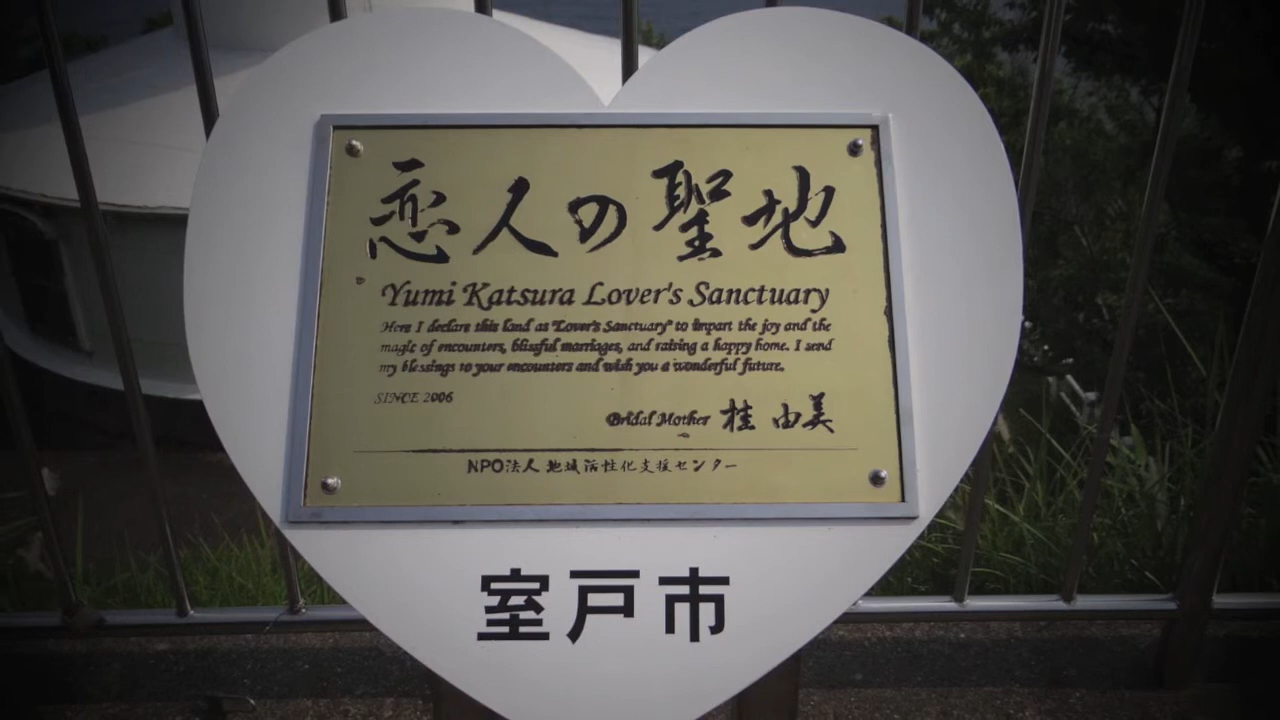 恋人の聖地
Yumi Katsura Lover's Sanctuary
Here I declare this land as "Lover's Sanctuary" to impart the joy and the
magic of encounters, blissful marriages, and raising a happy home. I send
my blessings to your encounters and wish you a wonderful future.
SINCE 2006
Bridal Mother 桂 由美
NPO法人 地域活性化支援センター
室戸市